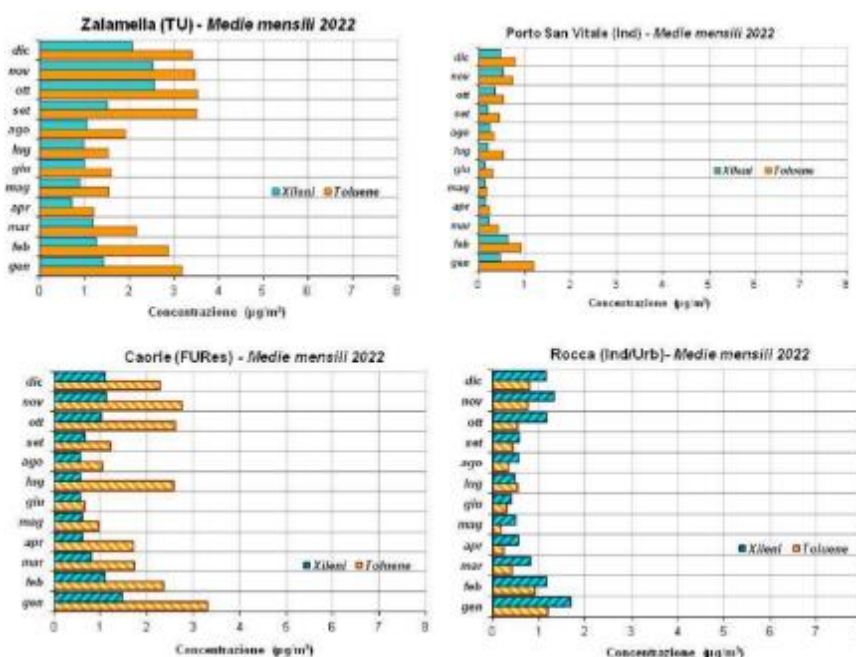 Zalamella (TU) - Medie mensili 2022
dic
nov
ott
set
ago
lug
giu
mag
apr
mar
feb
gen
Xileni Toluene
0 1 2 3 4 5 6 7 8
Concentrazione (µg/m³)
Porto San Vitale (Ind) - Medie mensili 2022
dic
nov
ott
set
ago
lug
giu
mag
apr
mar
feb
gen
Xileni Toluene
0 1 2 3 4 5 6 7 8
Concentrazione (µg/m³)
Caorle (FURes) - Medie mensili 2022
dic
nov
ott
set
ago
lug
giu
mag
apr
mar
feb
gen
Xileni Toluene
0 1 2 3 4 5 6 7 8
Concentrazione (µg/m³)
Rocca (Ind/Urb)- Medie mensili 2022
dic
nov
ott
set
ago
lug
giu
mag
apr
mar
feb
gen
Xileni Toluene
0 1 2 3 4 5 6 7
Concentrazione (µg/m³)